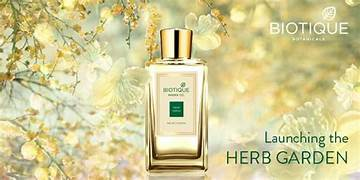 BIOTIQUE
BOTANICALS
Launching the
HERB GARDEN
BIOTIQUE